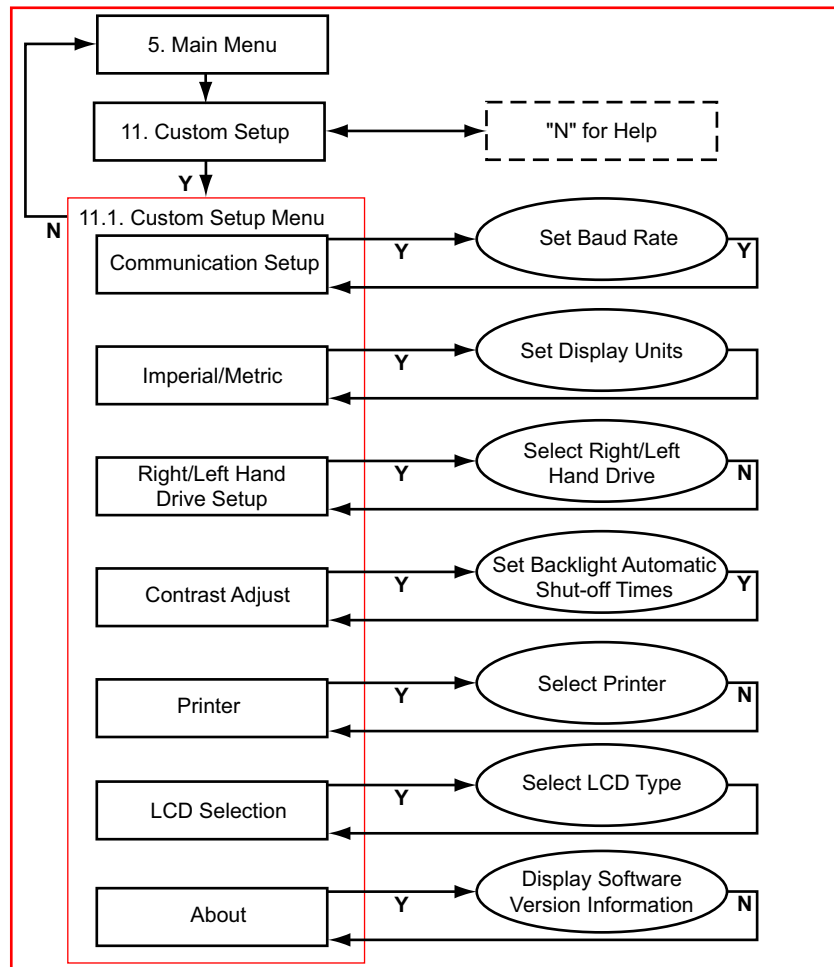 5. Main Menu
11. Custom Setup
"N" for Help
Y
N
11.1. Custom Setup Menu
Communication Setup
Y
Set Baud Rate
Y
Imperial/Metric
Y
Set Display Units
Right/Left Hand
Drive Setup
Y
Select Right/Left
Hand Drive
N
Contrast Adjust
Y
Set Backlight Automatic
Shut-off Times
Y
Printer
Y
Select Printer
N
LCD Selection
Y
Select LCD Type
About
Y
Display Software
Version Information
N